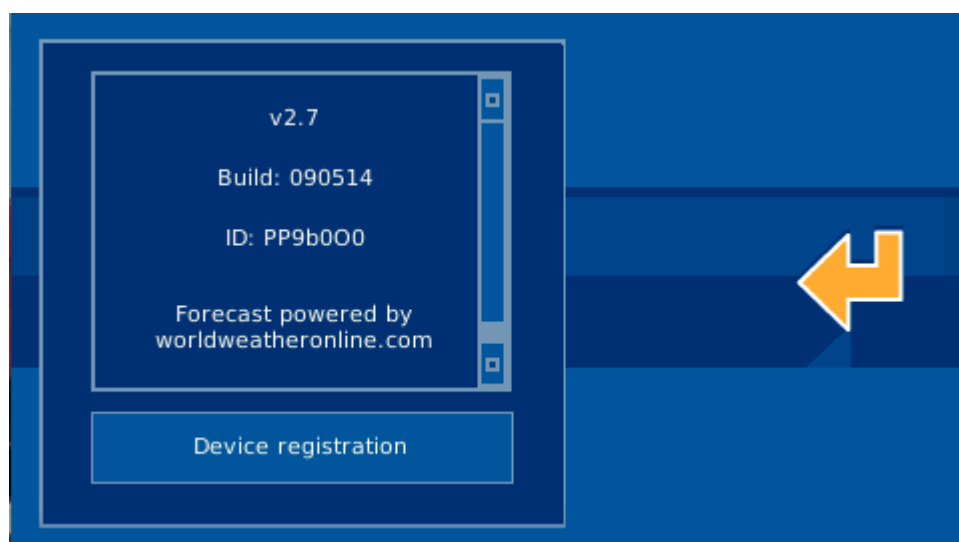 v2.7
Build: 090514
ID: PP9b0O0
Forecast powered by
worldweatheronline.com
Device registration